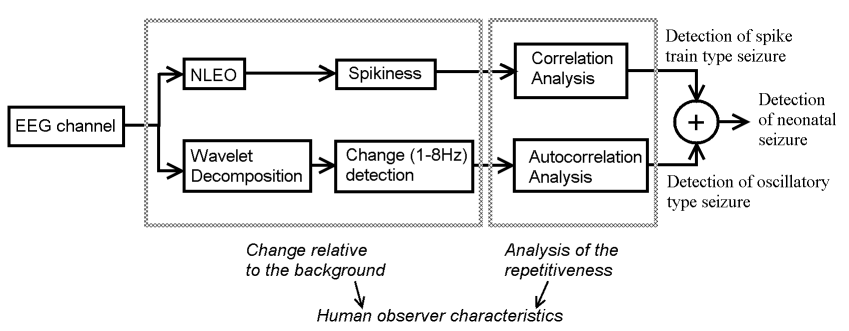 EEG channel
NLEO
Spikiness
Correlation
Analysis
Detection of spike
train type seizure
Wavelet
Decomposition
Change (1-8Hz)
detection
Autocorrelation
Analysis
Detection of oscillatory
type seizure
+
Detection
of neonatal
seizure
Change relative
to the background
Analysis of the
repetitiveness
Human observer characteristics